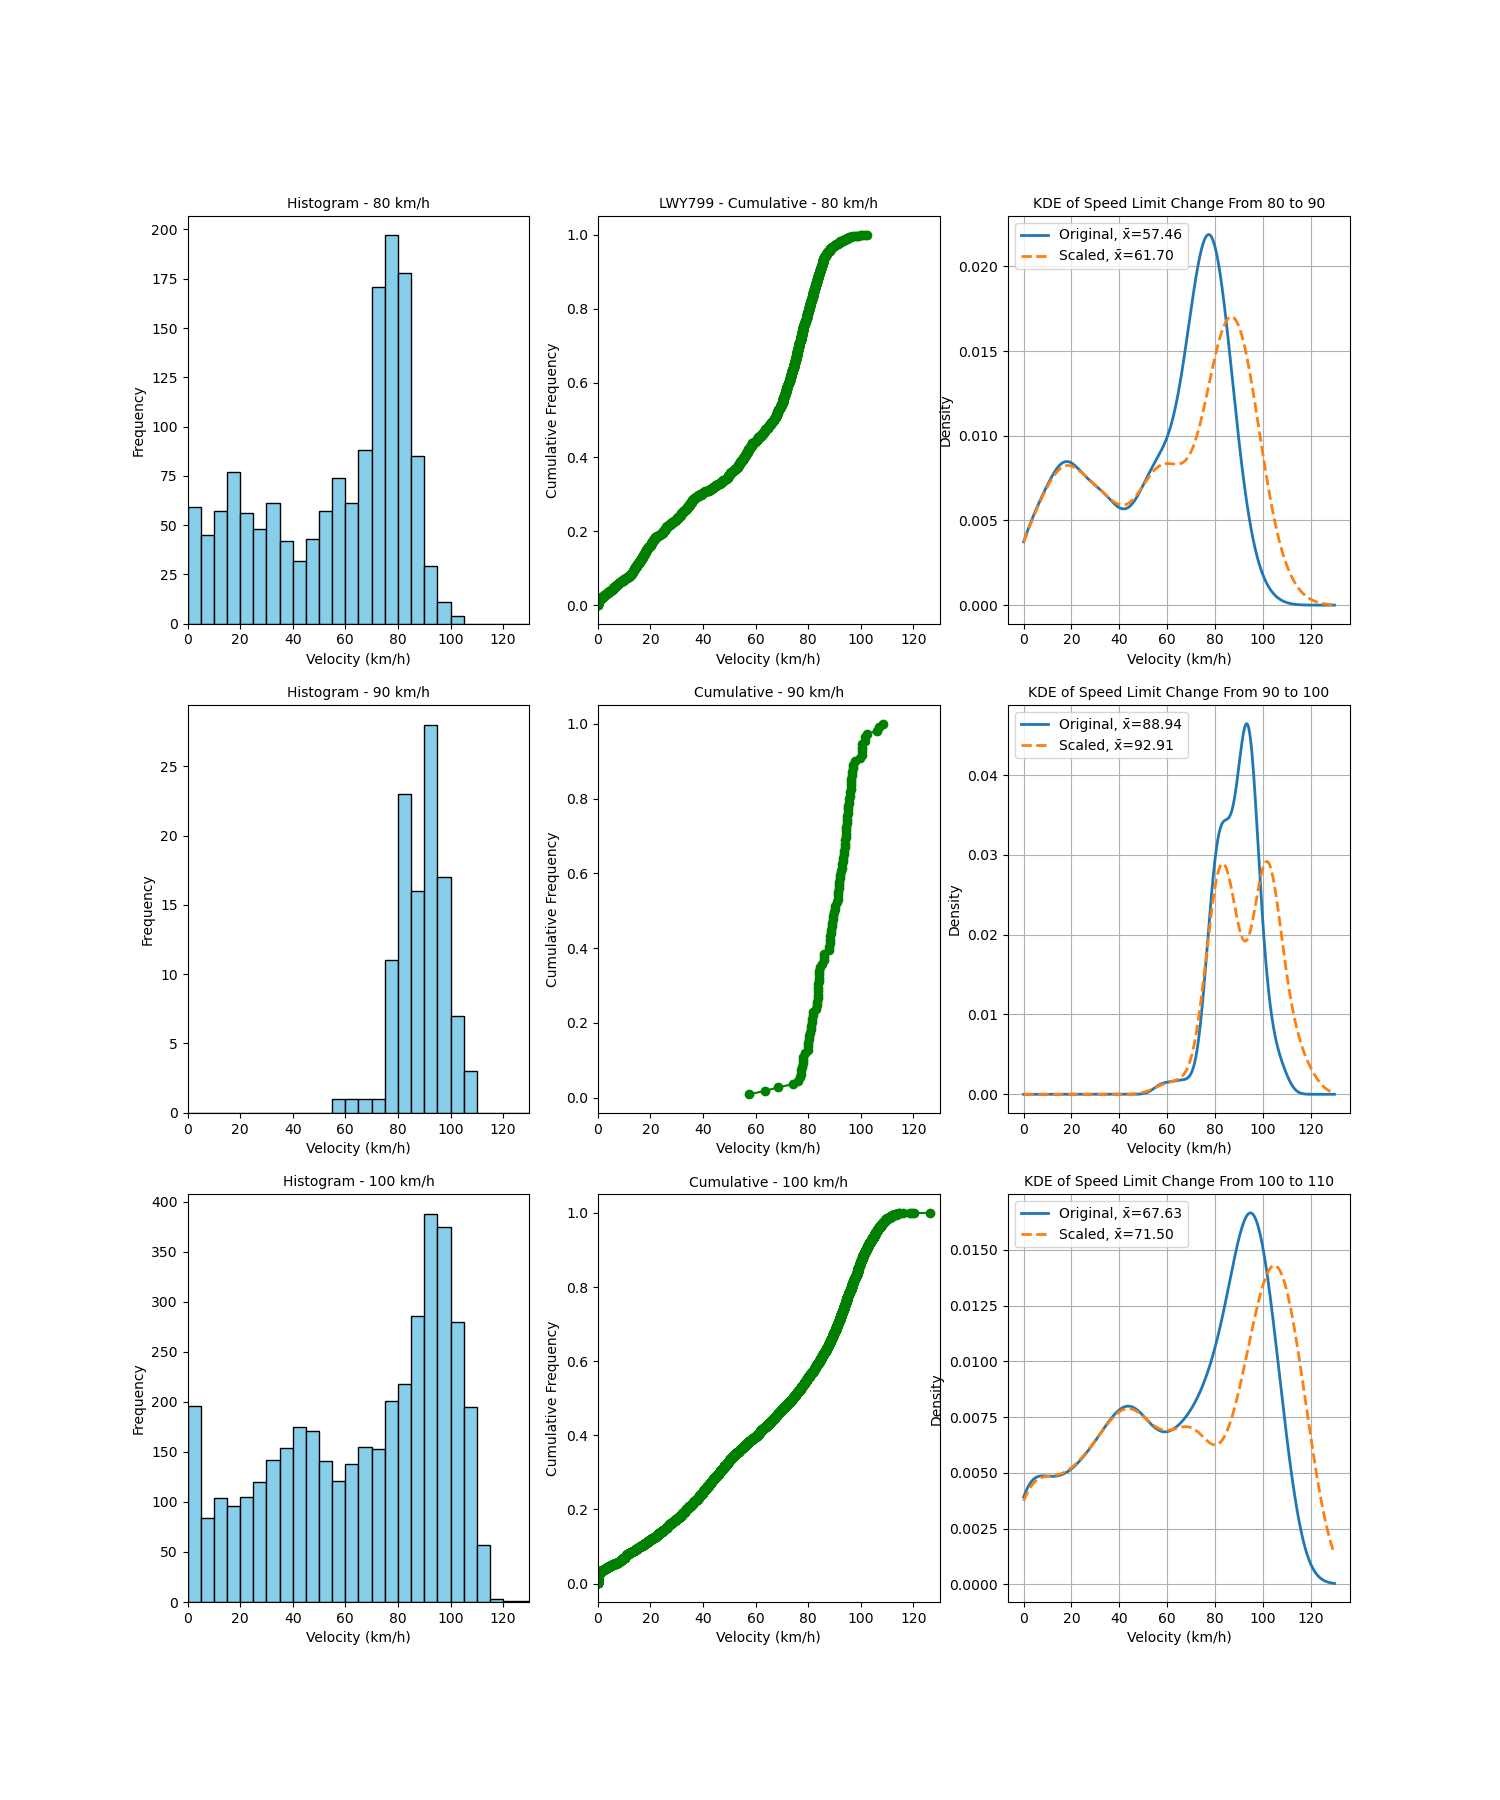 Histogram - 80 km/h
200
175
150
125
100
75
50
25
0
Frequency
0 20 40 60 80 100 120
Velocity (km/h)
LWY799 - Cumulative - 80 km/h
1.0
0.8
0.6
0.4
0.2
0.0
Cumulative Frequency
0 20 40 60 80 100 120
Velocity (km/h)
KDE of Speed Limit Change From 80 to 90
Original, x̄=57.46
Scaled, x̄=61.70
0.020
0.015
0.010
0.005
0.000
Density
0 20 40 60 80 100 120
Velocity (km/h)
Histogram - 90 km/h
25
20
15
10
5
0
Frequency
0 20 40 60 80 100 120
Velocity (km/h)
Cumulative - 90 km/h
1.0
0.8
0.6
0.4
0.2
0.0
Cumulative Frequency
0 20 40 60 80 100 120
Velocity (km/h)
KDE of Speed Limit Change From 90 to 100
Original, x̄=88.94
Scaled, x̄=92.91
0.04
0.03
0.02
0.01
0.00
Density
0 20 40 60 80 100 120
Velocity (km/h)
Histogram - 100 km/h
400
350
300
250
200
150
100
50
0
Frequency
0 20 40 60 80 100 120
Velocity (km/h)
Cumulative - 100 km/h
1.0
0.8
0.6
0.4
0.2
0.0
Cumulative Frequency
0 20 40 60 80 100 120
Velocity (km/h)
KDE of Speed Limit Change From 100 to 110
Original, x̄=67.63
Scaled, x̄=71.50
0.0150
0.0125
0.0100
0.0075
0.0050
0.0025
0.0000
Density
0 20 40 60 80 100 120
Velocity (km/h)